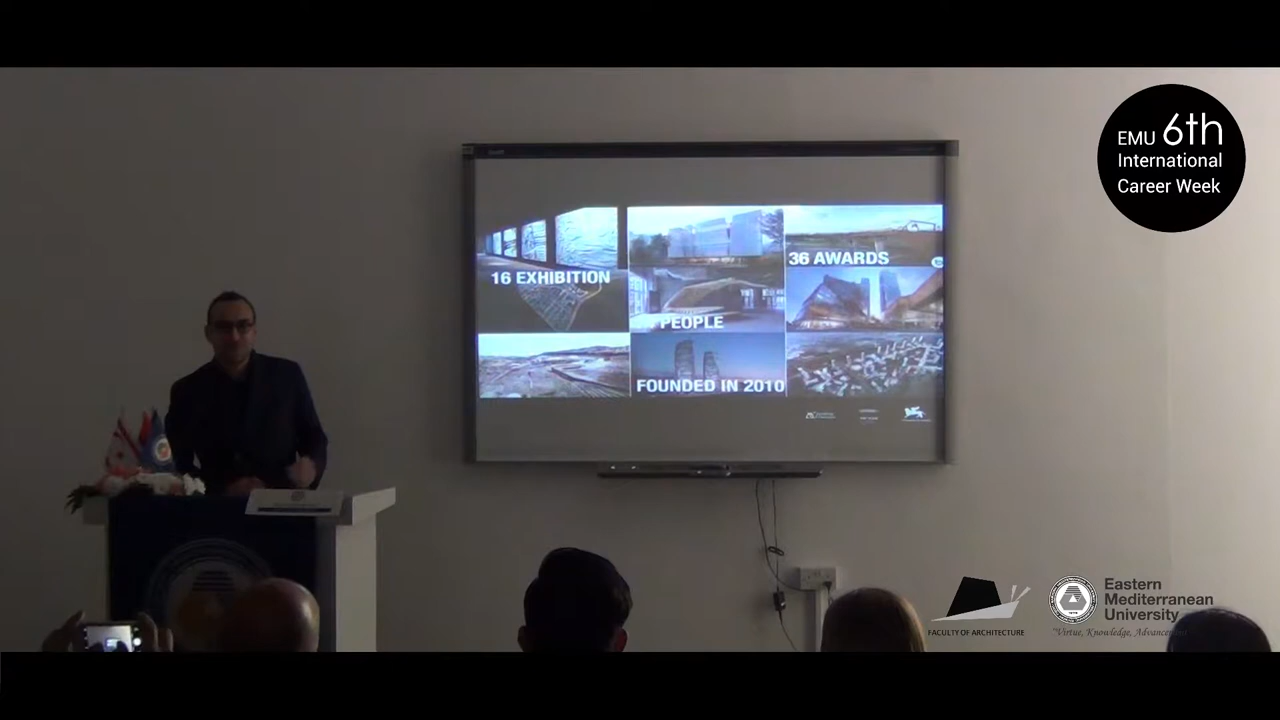 EMU 6th
International
Career Week
16 EXHIBITION
36 AWARDS
PEOPLE
FOUNDED IN 2010
FACULTY OF ARCHITECTURE
Eastern
Mediterranean
University
"Virtue, Knowledge, Advancement"